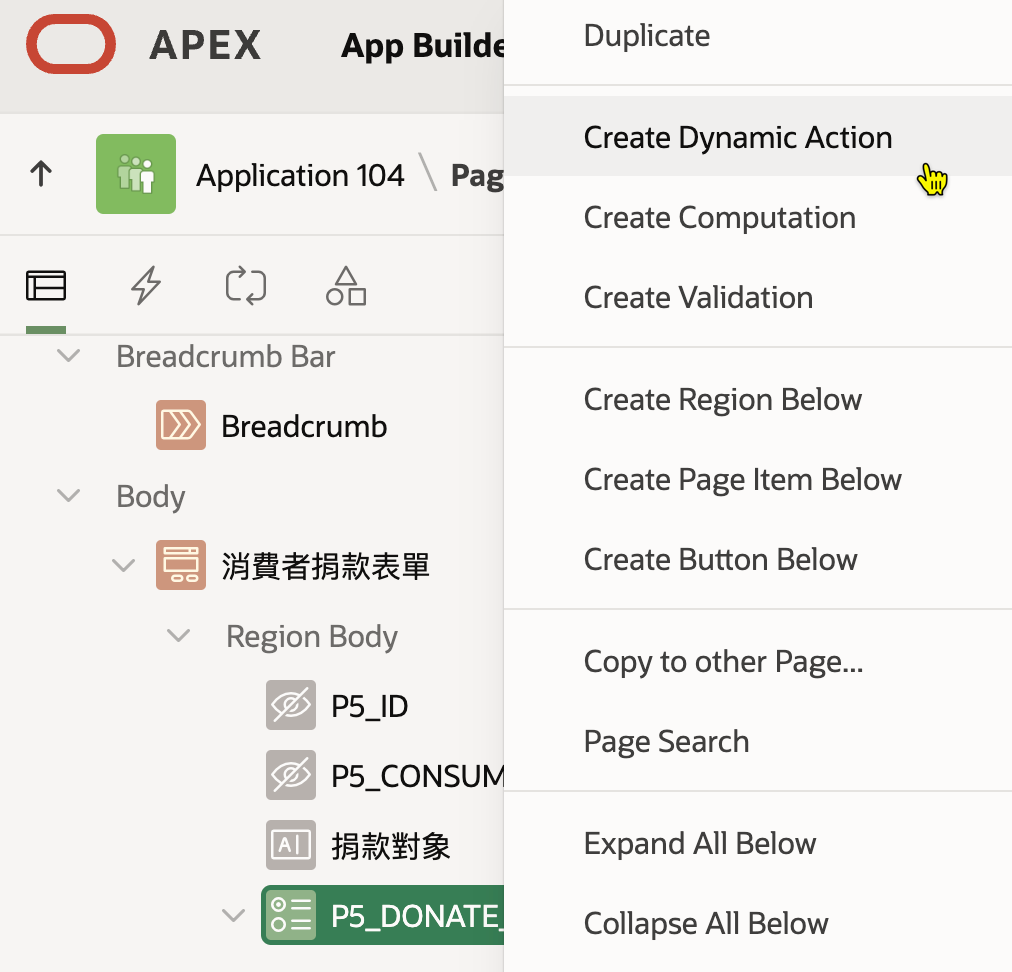 APEX
App Builde
Application 104 \ Pag
Breadcrumb Bar
Breadcrumb
Body
消費者捐款表單
Region Body
P5_ID
P5_CONSUM
AI
捐款對象
P5_DONATE_
Duplicate
Create Dynamic Action
Create Computation
Create Validation
Create Region Below
Create Page Item Below
Create Button Below
Copy to other Page...
Page Search
Expand All Below
Collapse All Below